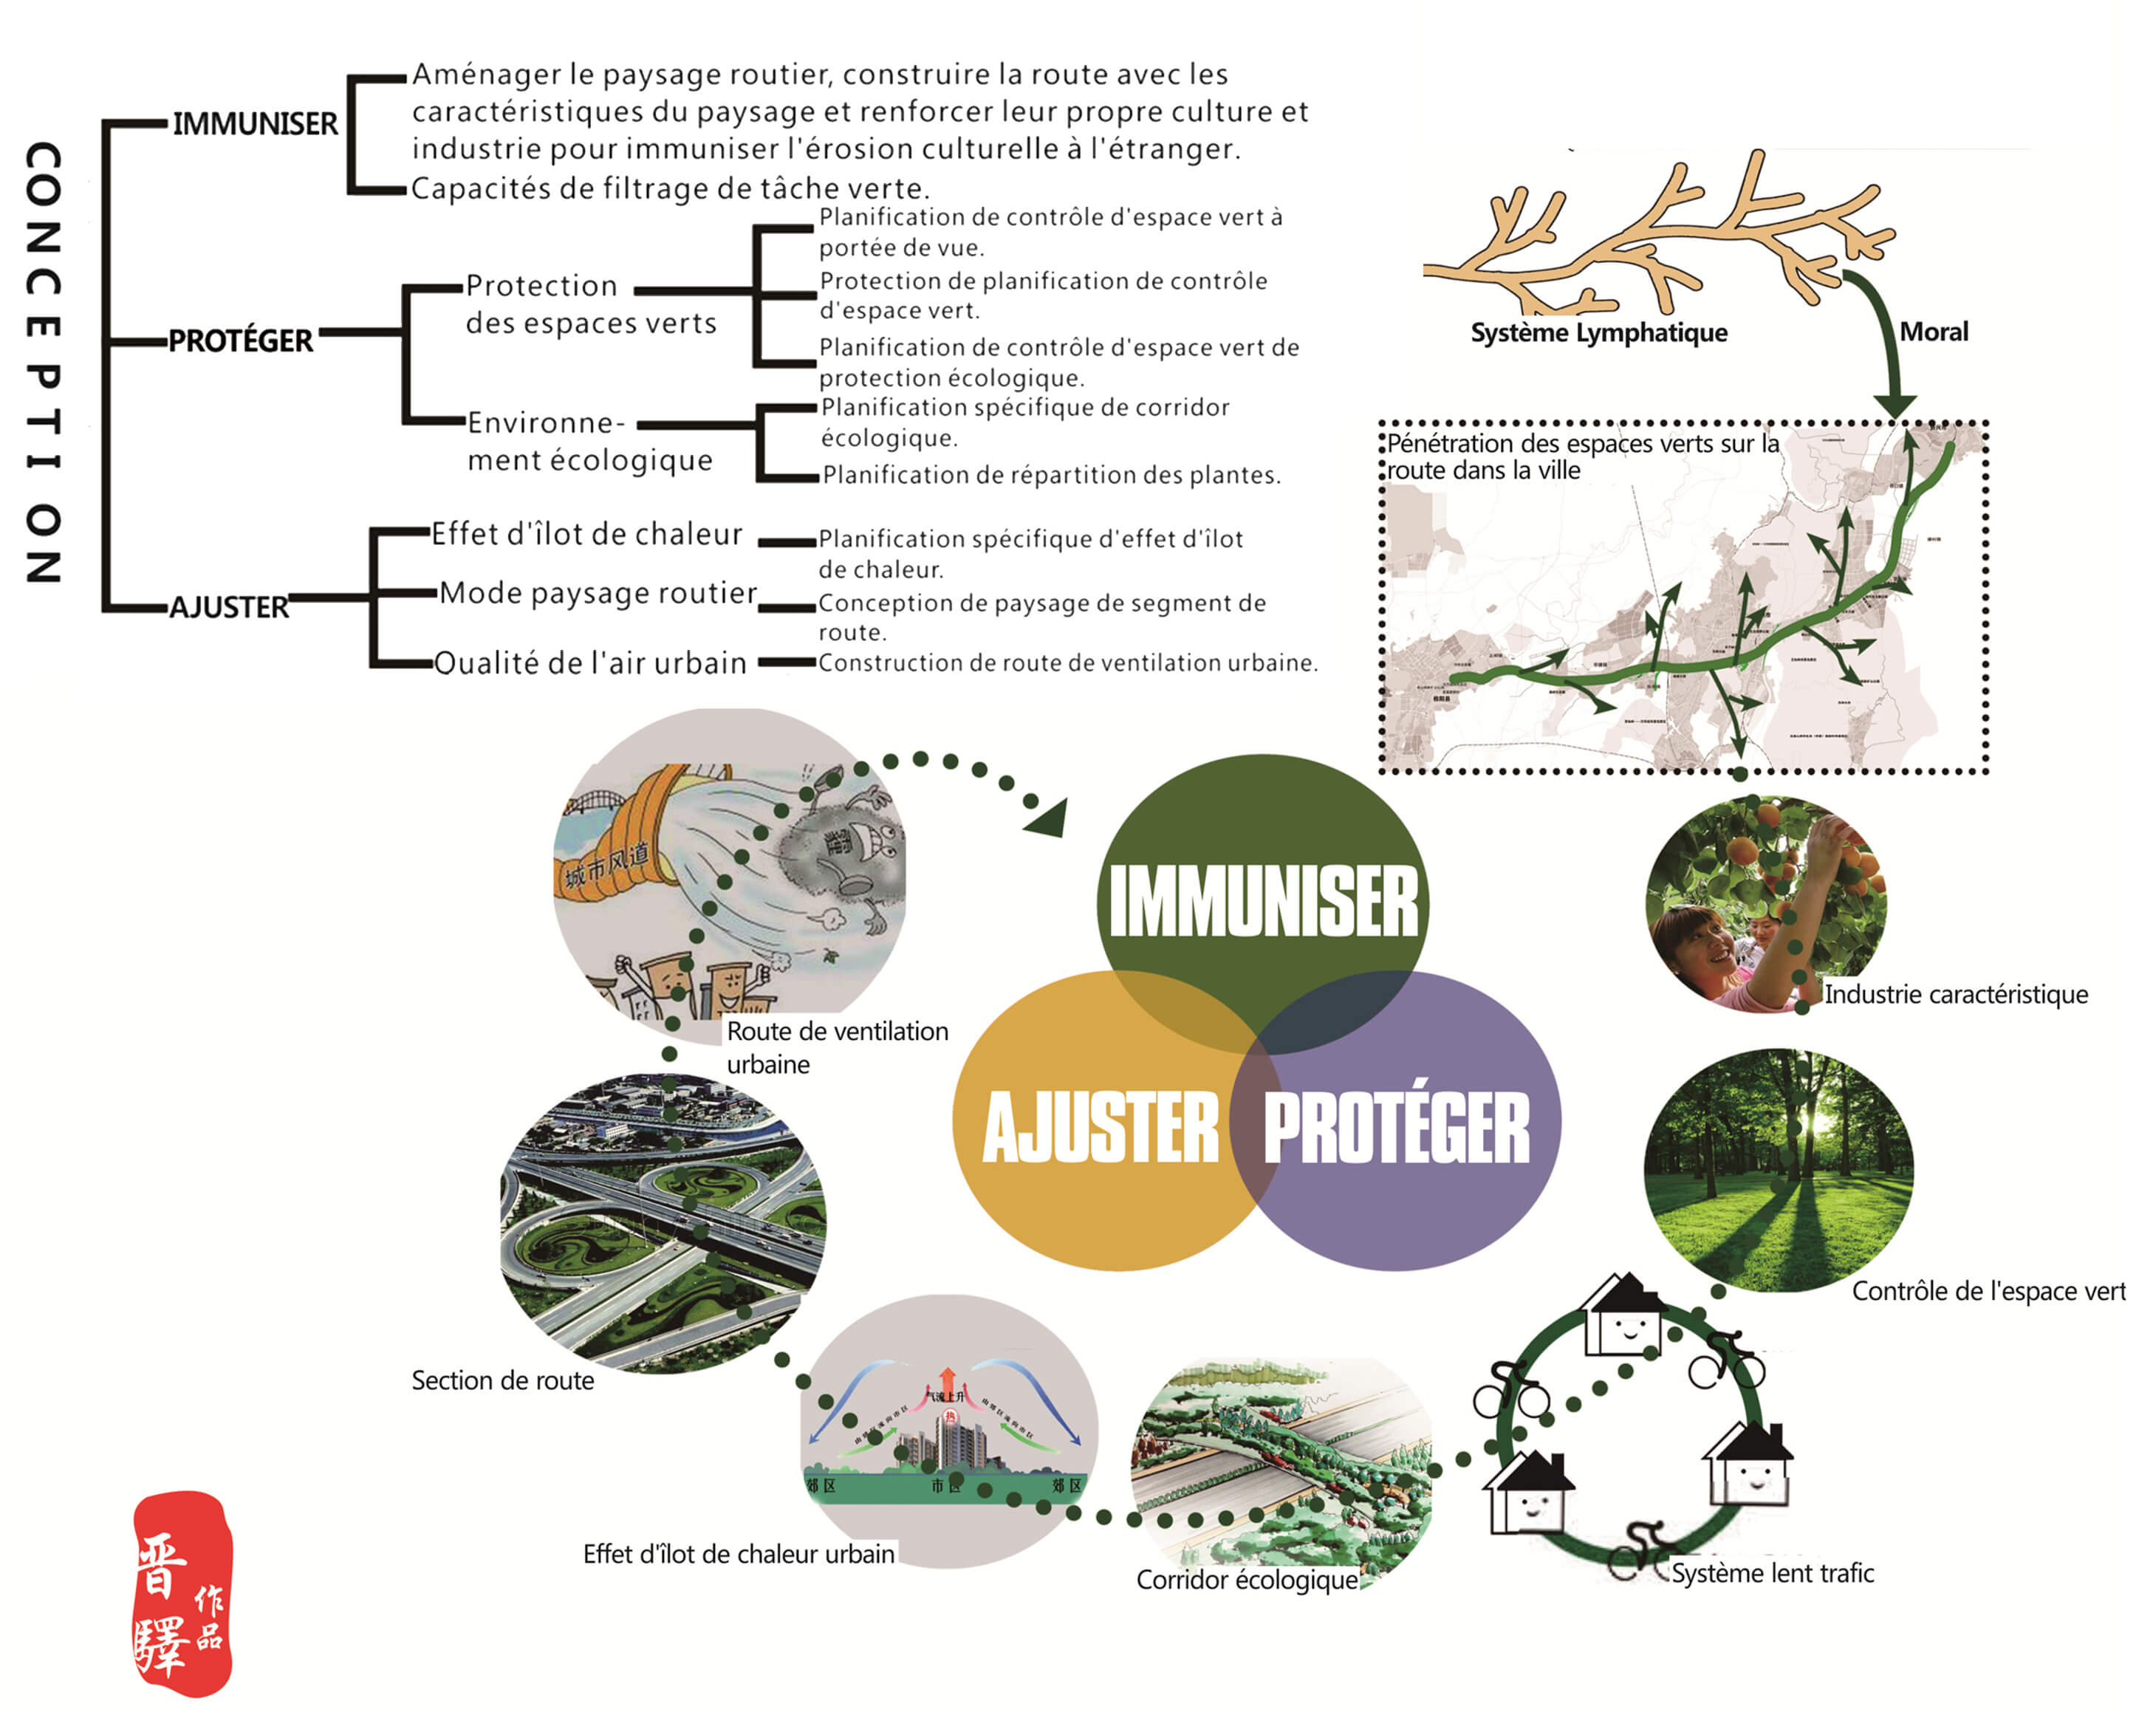 CONCEPTION
IMMUNISER
Aménager le paysage routier, construire la route avec les
caractéristiques du paysage et renforcer leur propre culture et
industrie pour immuniser l'érosion culturelle à l'étranger.
Capacités de filtrage de tâche verte.
PROTÉGER
Protection
des espaces verts
Planification de contrôle d'espace vert à
portée de vue.
Protection de planification de contrôle
d'espace vert.
Planification de contrôle d'espace vert de
protection écologique.
Environne-
ment écologique
Planification spécifique de corridor
écologique.
Planification de répartition des plantes.
AJUSTER
Effet d'îlot de chaleur
Planification spécifique d'effet d'îlot
de chaleur.
Mode paysage routier
Conception de paysage de segment de
route.
Qualité de l'air urbain
Construction de route de ventilation urbaine.
Système Lymphatique
Moral
Pénétration des espaces verts sur la
route dans la ville
城市风道
霾
Route de ventilation
urbaine
IMMUNISER
AJUSTER
PROTÉGER
Industrie caractéristique
Contrôle de l'espace vert
Section de route
气流上升
热
郊区
市区
郊区
Effet d'îlot de chaleur urbain
Corridor écologique
Système lent trafic
晋驛
作品